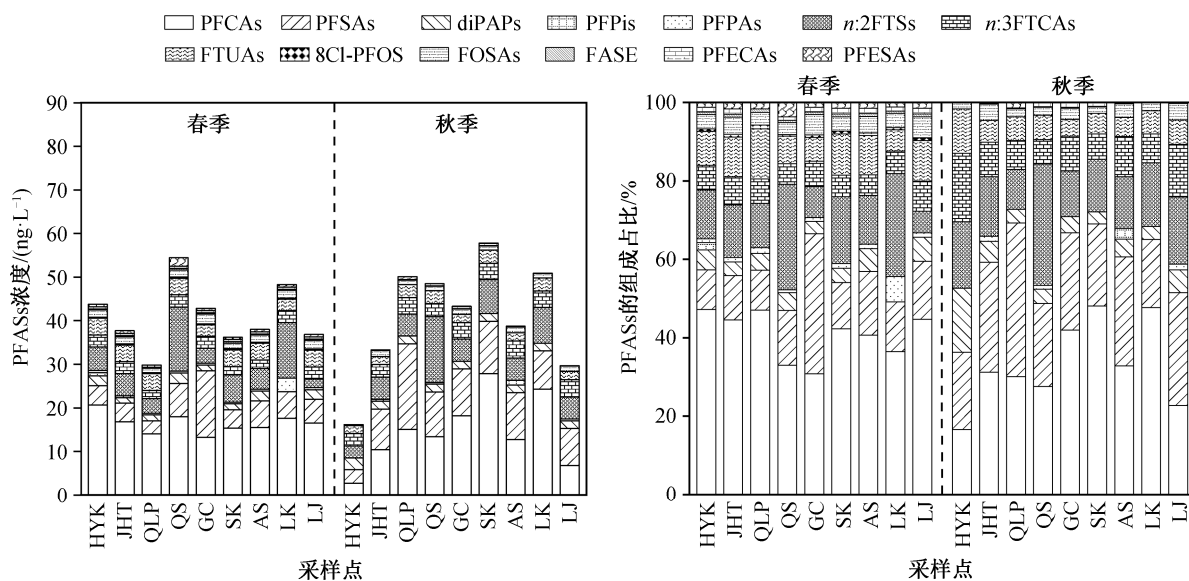 PFCAs PFSAs diPAPs PFPis PFPAs n:2FTSs n:3FTCAs
FTUAs 8Cl-PFOS FOSAs FASE PFECAs PFESAs
PFASs浓度/(ng·L⁻¹)
90
80
70
60
50
40
30
20
10
0
春季 秋季
HYK JHT QLP QS GC SK AS LK LJ HYK JHT QLP QS GC SK AS LK LJ
采样点
PFASs的组成占比/%
春季 秋季
100
80
60
40
20
0
HYK JHT QLP QS GC SK AS LK LJ HYK JHT QLP QS GC SK AS LK LJ
采样点